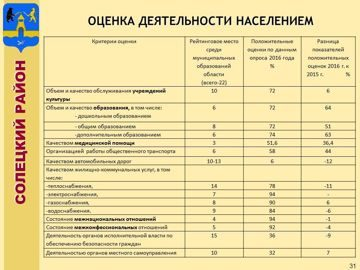 ОЦЕНКА ДЕЯТЕЛЬНОСТИ НАСЕЛЕНИЕМ
СОЛЕЦКИЙ РАЙОН
Критерии оценки
Рейтинговое место среди муниципальных образований области (всего-22)
Положительные оценки по данным опроса 2016 года %
Разница показателей положительных оценок 2016 г. к 2015 г. %
Объем и качество обслуживания учреждений культуры 10 72 6
Объем и качество образования, в том числе: - дошкольным образованием 6 72 64
- общим образованием 8 72 51
-дополнительным образованием 6 74 63
Качеством медицинской помощи 3 51,6 36,4
Организацией работы общественного транспорта 6 58 44
Качеством автомобильных дорог 10-13 6 -12
Качеством жилищно-коммунальных услуг, в том числе:
-теплоснабжения, 14 78 -11
-электроснабжения, 7 94 -
-газоснабжения, 8 90 6
-водоснабжения. 9 84 -6
Состояние межнациональных отношений 4 94 -1
Состояние межконфессиональных отношений 5 92 -4
Деятельность органов исполнительной власти по обеспечению безопасности граждан 15 36 -9
Деятельностью органов местного самоуправления 10 32 7
31